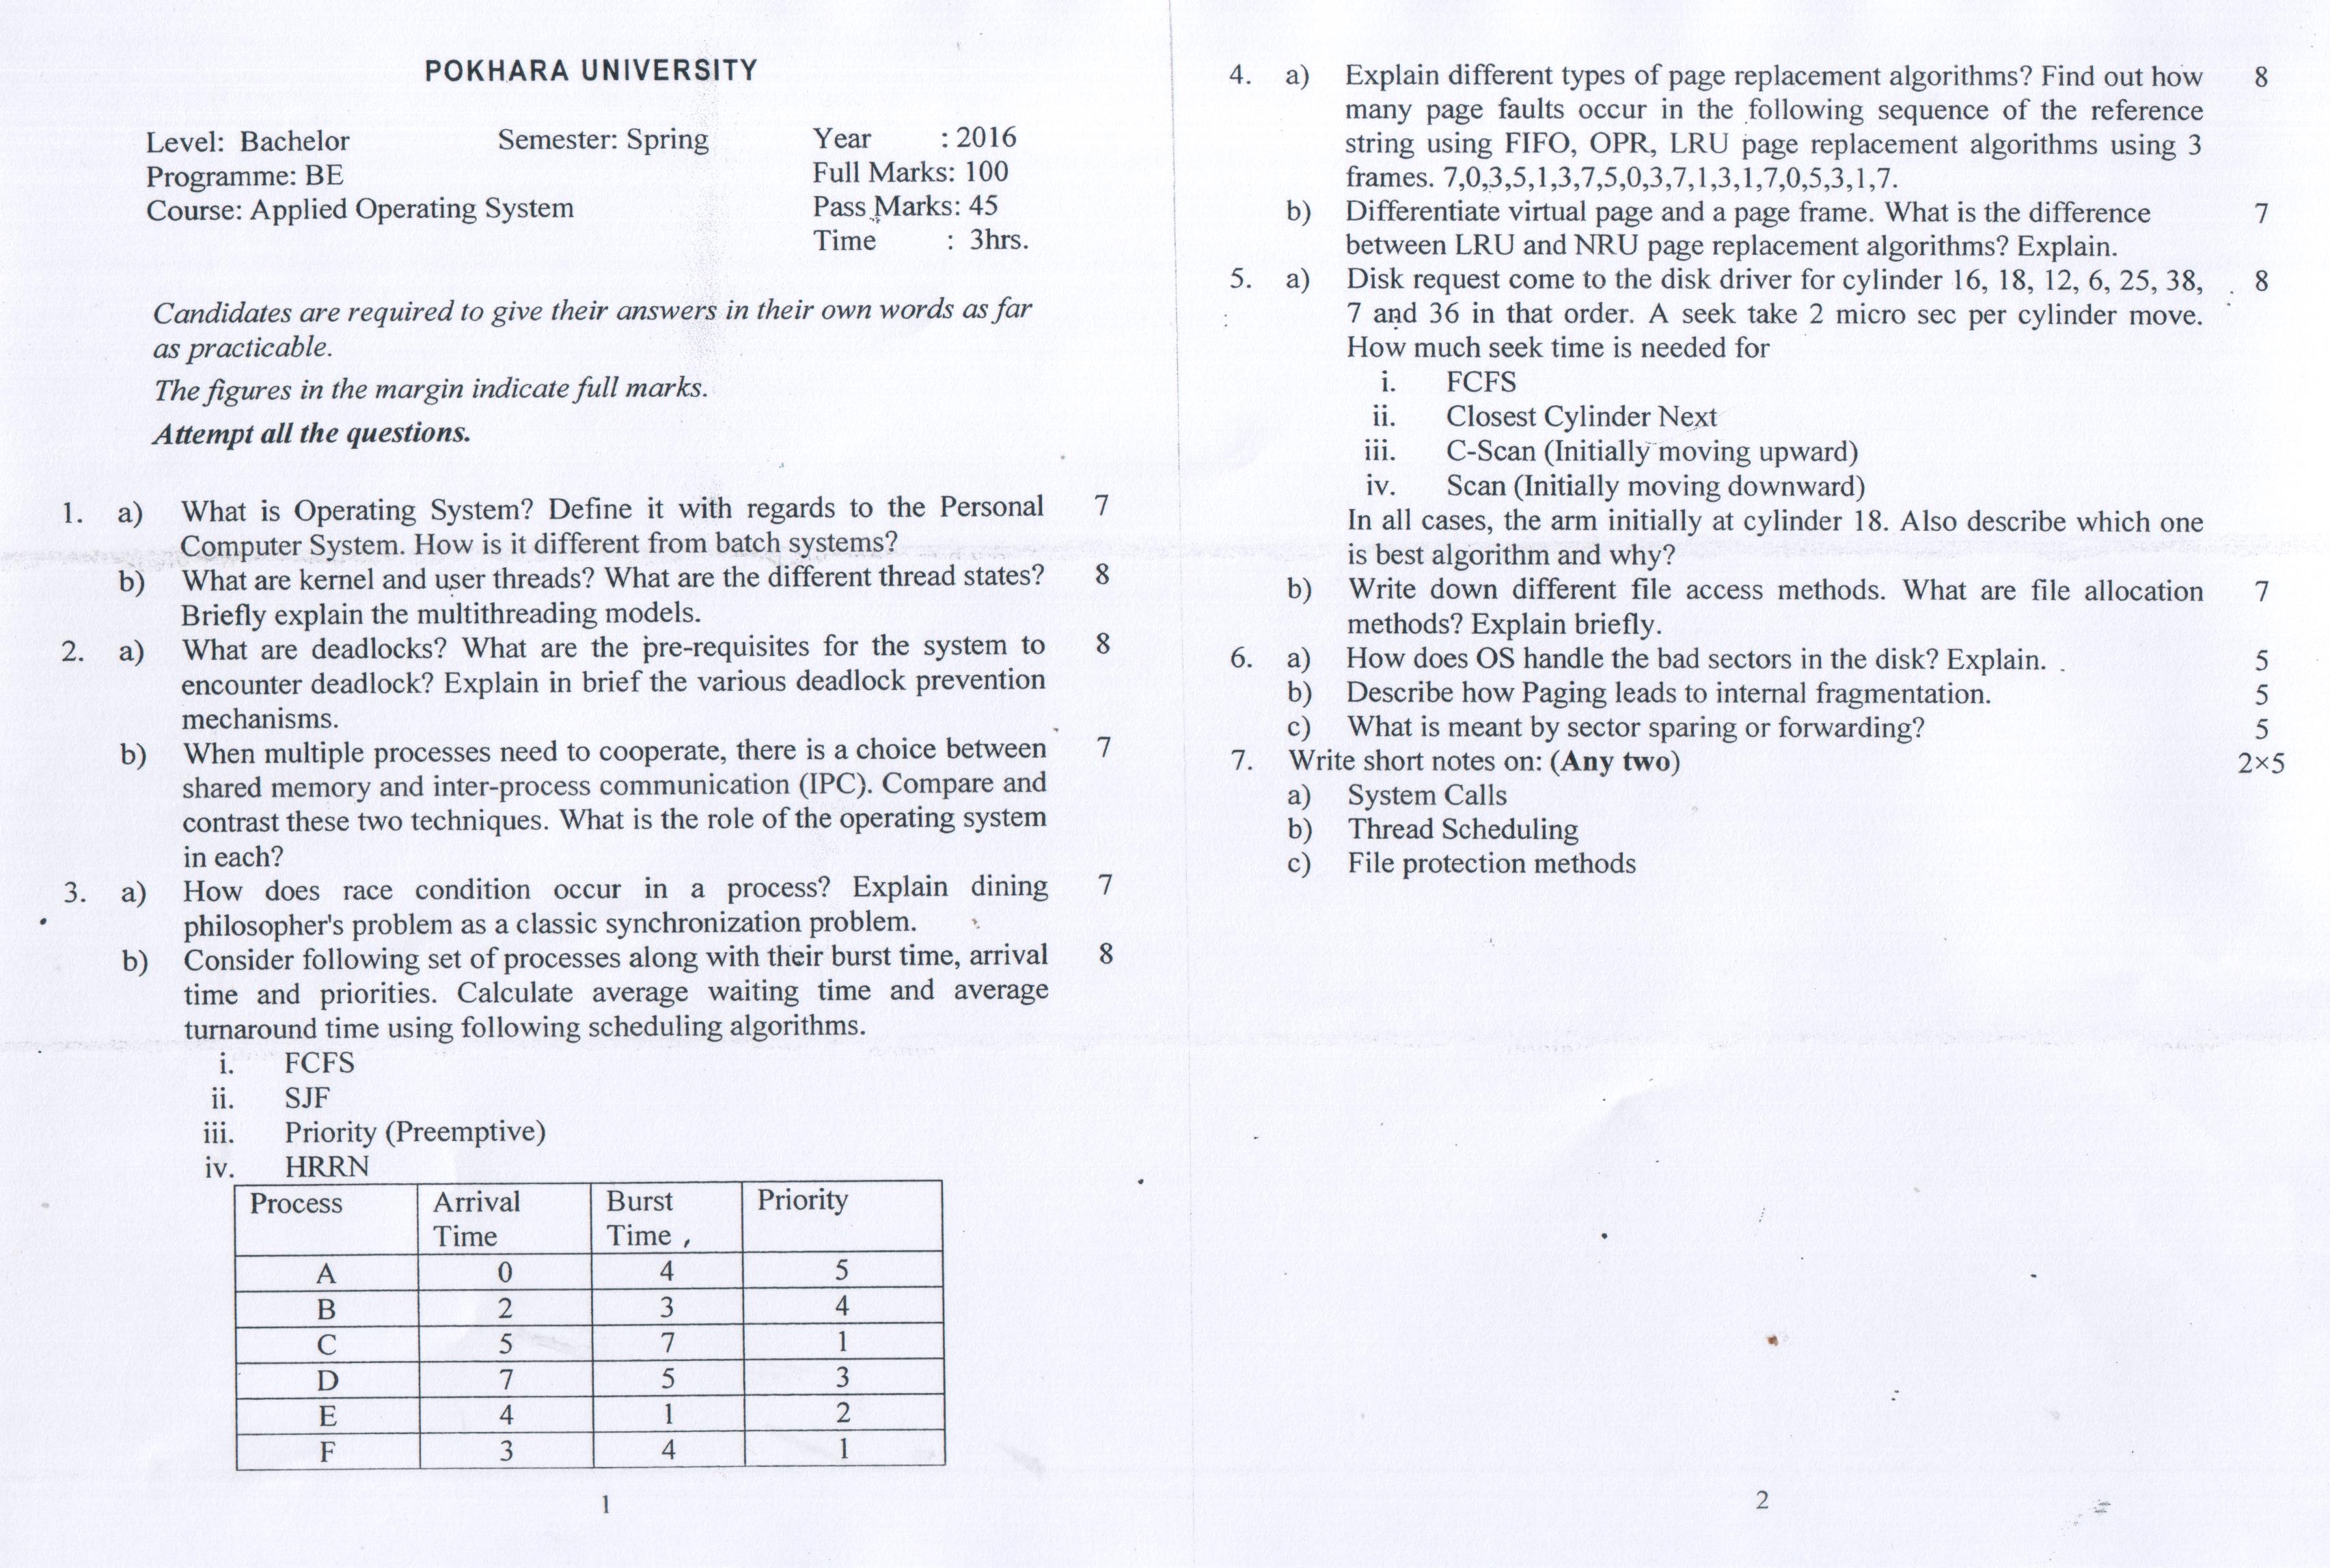 POKHARA UNIVERSITY
Level: Bachelor Semester: Spring Year : 2016
Programme: BE Full Marks: 100
Course: Applied Operating System Pass Marks: 45
Time : 3hrs.
Candidates are required to give their answers in their own words as far
as practicable.
The figures in the margin indicate full marks.
Attempt all the questions.
1. a) What is Operating System? Define it with regards to the Personal 7
Computer System. How is it different from batch systems?
b) What are kernel and user threads? What are the different thread states? 8
Briefly explain the multithreading models.
2. a) What are deadlocks? What are the pre-requisites for the system to 8
encounter deadlock? Explain in brief the various deadlock prevention
mechanisms.
b) When multiple processes need to cooperate, there is a choice between 7
shared memory and inter-process communication (IPC). Compare and
contrast these two techniques. What is the role of the operating system
in each?
3. a) How does race condition occur in a process? Explain dining 7
philosopher's problem as a classic synchronization problem.
b) Consider following set of processes along with their burst time, arrival 8
time and priorities. Calculate average waiting time and average
turnaround time using following scheduling algorithms.
i. FCFS
ii. SJF
iii. Priority (Preemptive)
iv. HRRN
Process Arrival Burst Priority
Time Time
A 0 4 5
B 2 3 4
C 5 7 1
D 7 5 3
E 4 1 2
F 3 4 1
1
4. a) Explain different types of page replacement algorithms? Find out how 8
many page faults occur in the following sequence of the reference
string using FIFO, OPR, LRU page replacement algorithms using 3
frames. 7,0,3,5,1,3,7,5,0,3,7,1,3,1,7,0,5,3,1,7.
b) Differentiate virtual page and a page frame. What is the difference 7
between LRU and NRU page replacement algorithms? Explain.
5. a) Disk request come to the disk driver for cylinder 16, 18, 12, 6, 25, 38, 8
7 and 36 in that order. A seek take 2 micro sec per cylinder move.
How much seek time is needed for
i. FCFS
ii. Closest Cylinder Next
iii. C-Scan (Initially moving upward)
iv. Scan (Initially moving downward)
In all cases, the arm initially at cylinder 18. Also describe which one
is best algorithm and why?
b) Write down different file access methods. What are file allocation 7
methods? Explain briefly.
6. a) How does OS handle the bad sectors in the disk? Explain. 5
b) Describe how Paging leads to internal fragmentation. 5
c) What is meant by sector sparing or forwarding? 5
7. Write short notes on: (Any two) 2×5
a) System Calls
b) Thread Scheduling
c) File protection methods
2